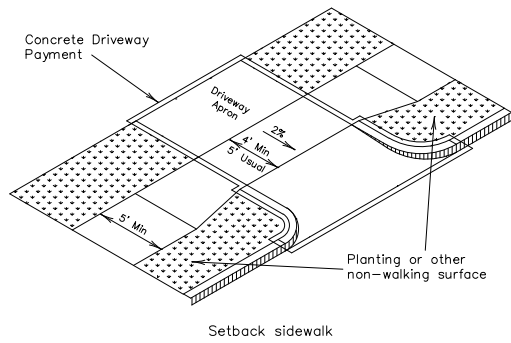 Concrete Driveway
Payment
Driveway
Apron
2%
4' Min
5' Usual
5' Min
Planting or other
non-walking surface
Setback sidewalk